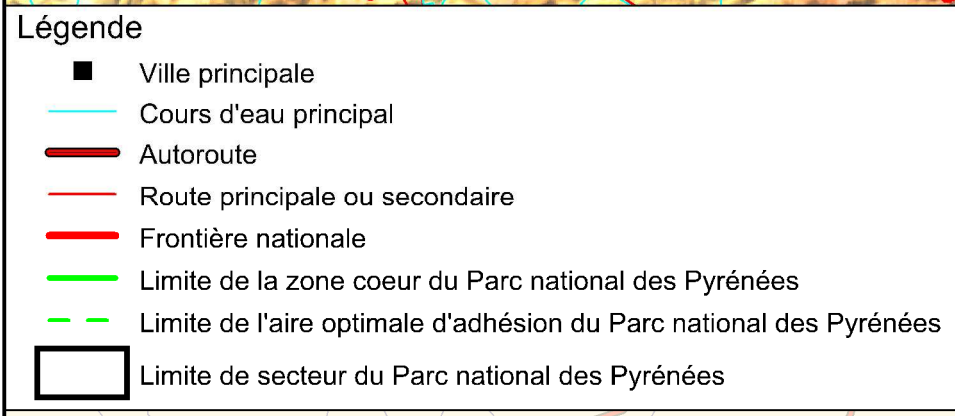 Légende
Ville principale
Cours d'eau principal
Autoroute
Route principale ou secondaire
Frontière nationale
Limite de la zone coeur du Parc national des Pyrénées
Limite de l'aire optimale d'adhésion du Parc national des Pyrénées
Limite de secteur du Parc national des Pyrénées